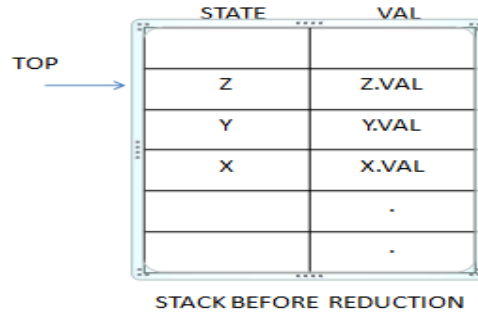 STATE VAL
TOP
Z Z.VAL
Y Y.VAL
X X.VAL
.
.
STACK BEFORE REDUCTION